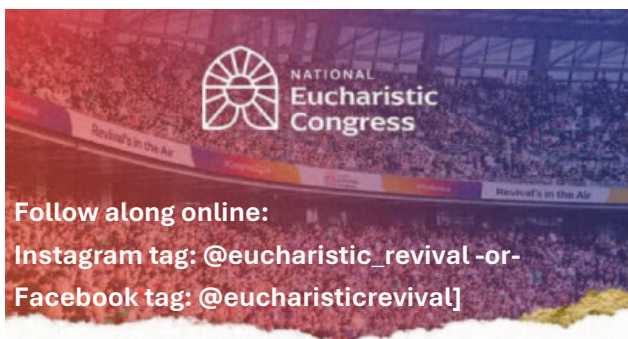 NATIONAL
Eucharistic
Congress
Revival's in the Air
Revival's in the Air
Follow along online:
Instagram tag: @eucharistic_revival -or-
Facebook tag: @eucharisticrevival]